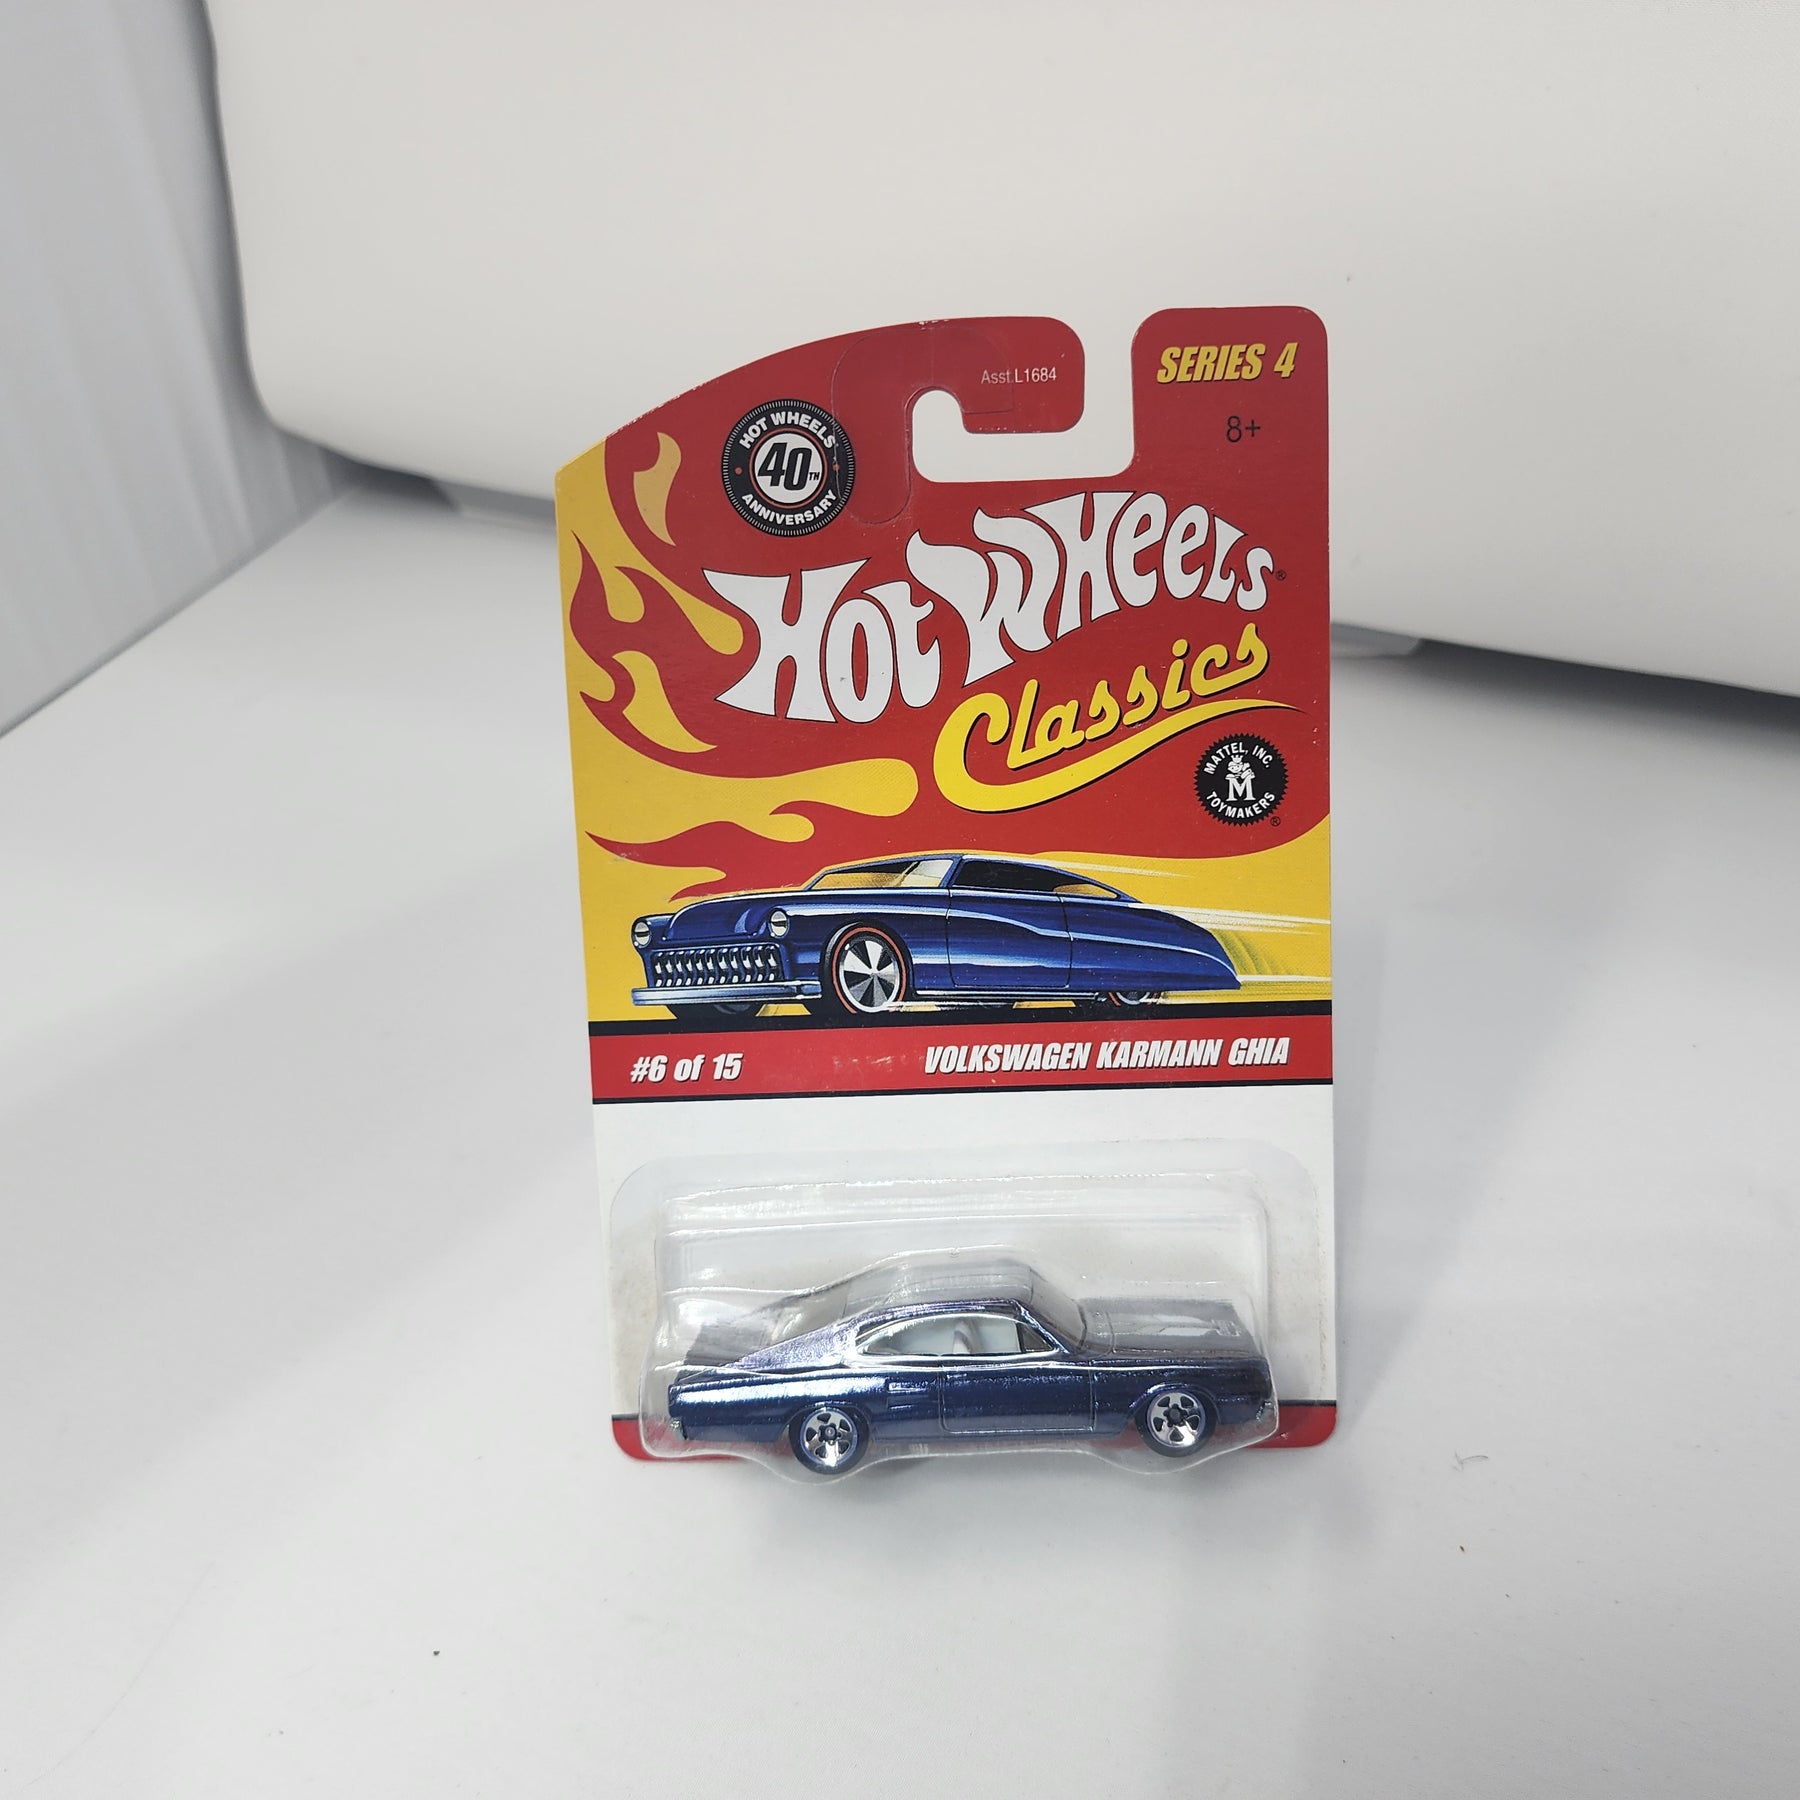 Asst.L1684
SERIES 4
8+
HOT WHEELS
40TH
ANNIVERSARY
Hot Wheels®
Classics
MATTEL, INC.
M
TOYMAKERS
®
#6 of 15
VOLKSWAGEN KARMANN GHIA